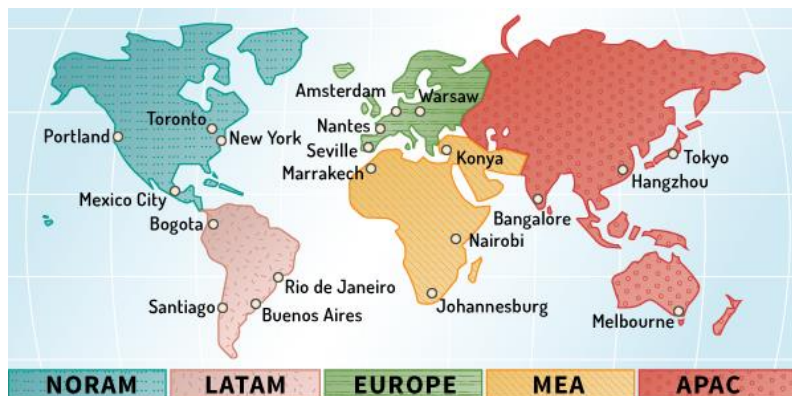 Amsterdam
Warsaw
Toronto
Nantes
Portland
New York
Seville
Konya
Tokyo
Marrakech
Hangzhou
Mexico City
Bangalore
Bogota
Nairobi
Rio de Janeiro
Santiago
Buenos Aires
Johannesburg
Melbourne
NORAM
LATAM
EUROPE
MEA
APAC